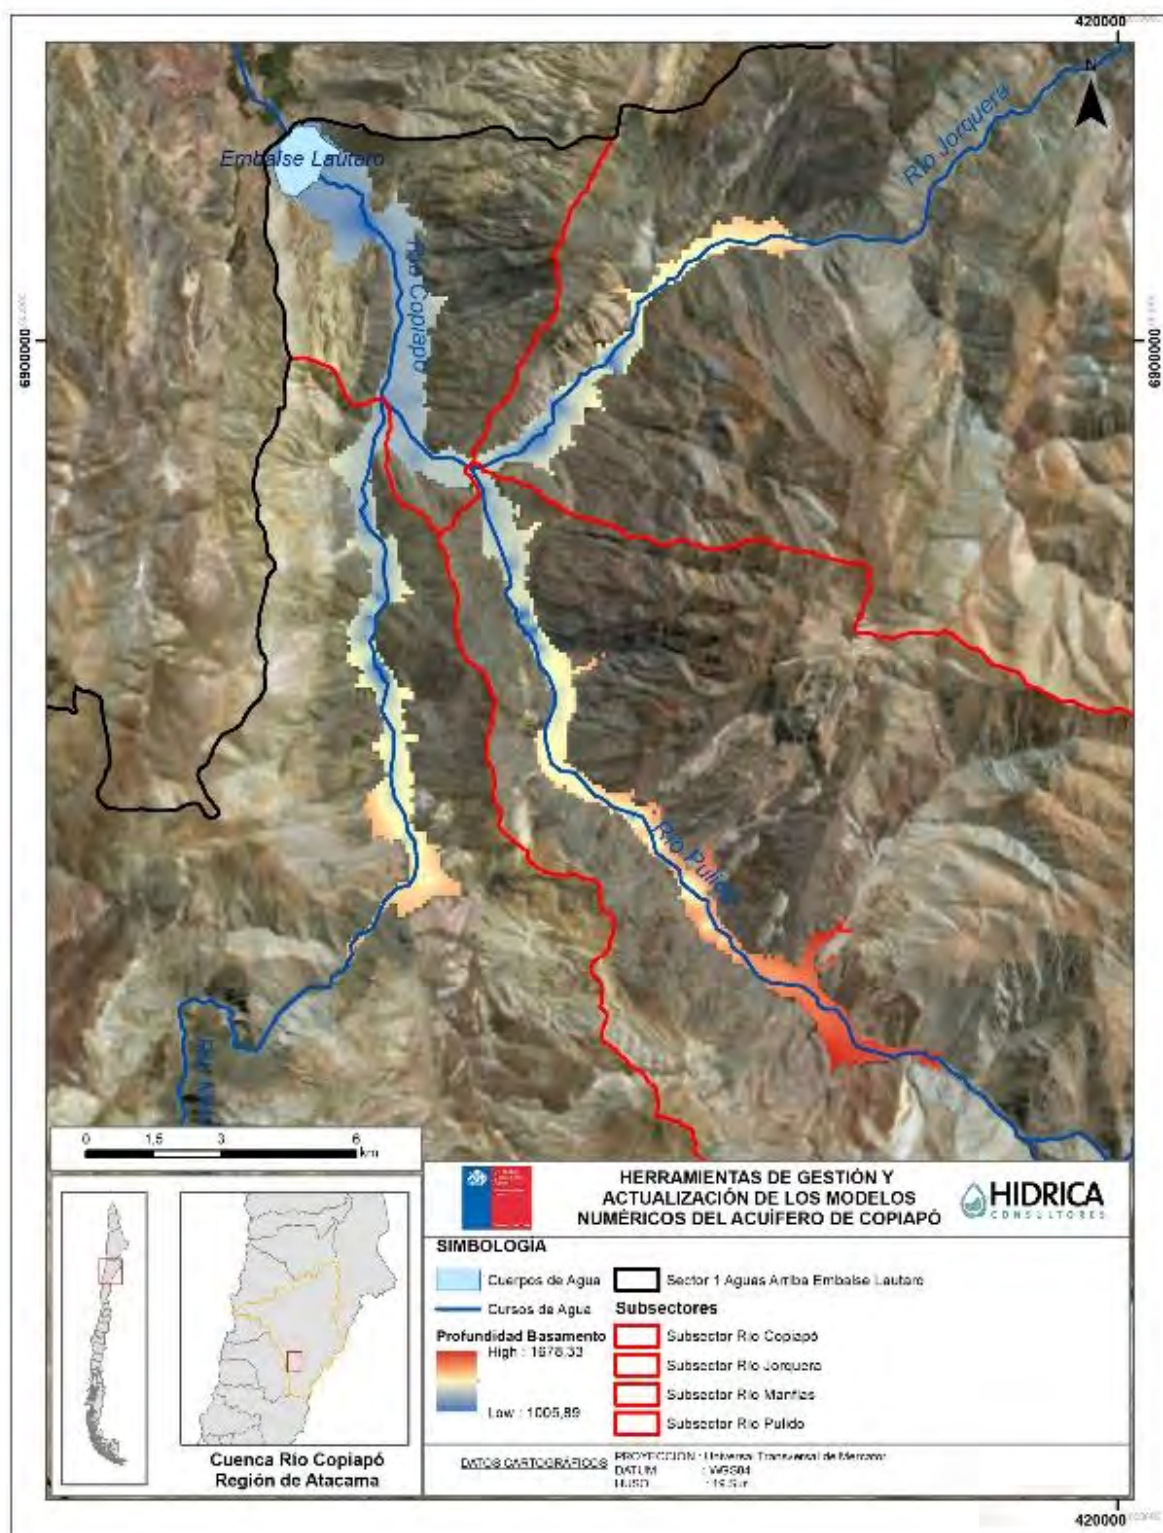 420000
N
Río Jorquera
Embalse Lautaro
Río Copiapó
6900000
6900000
Río Pulido
0 1,5 3 6
km
HERRAMIENTAS DE GESTIÓN Y
ACTUALIZACIÓN DE LOS MODELOS
NUMÉRICOS DEL ACUÍFERO DE COPIAPÓ
HIDRICA
CONSULTORES
SIMBOLOGÍA
Cuerpos de Agua
Cursos de Agua
Profundidad Basamento
High : 1678,33
Low : 1005,89
Sector 1 Aguas Arriba Embalse Lautaro
Subsectores
Subsector Río Copiapó
Subsector Río Jorquera
Subsector Río Manflas
Subsector Río Pulido
Cuenca Río Copiapó
Región de Atacama
DATOS CARTOGRÁFICOS
PROYECCIÓN : Universal Transversal de Mercator
DATUM : WGS84
HUSO : 19 Sur
420000